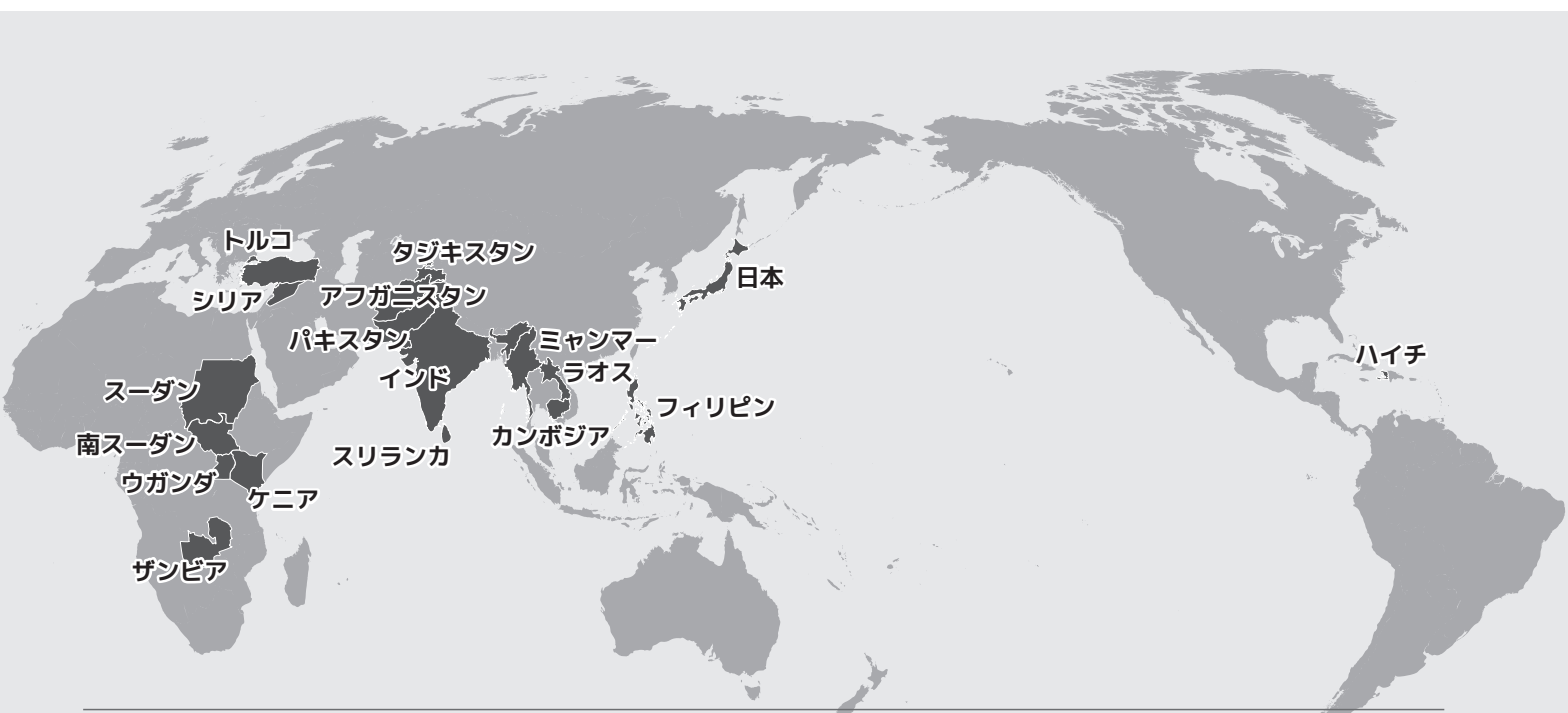 トルコ
タジキスタン
日本
シリア
アフガニスタン
パキスタン
ミャンマー
ハイチ
インド
ラオス
スーダン
フィリピン
カンボジア
南スーダン
スリランカ
ウガンダ
ケニア
ザンビア